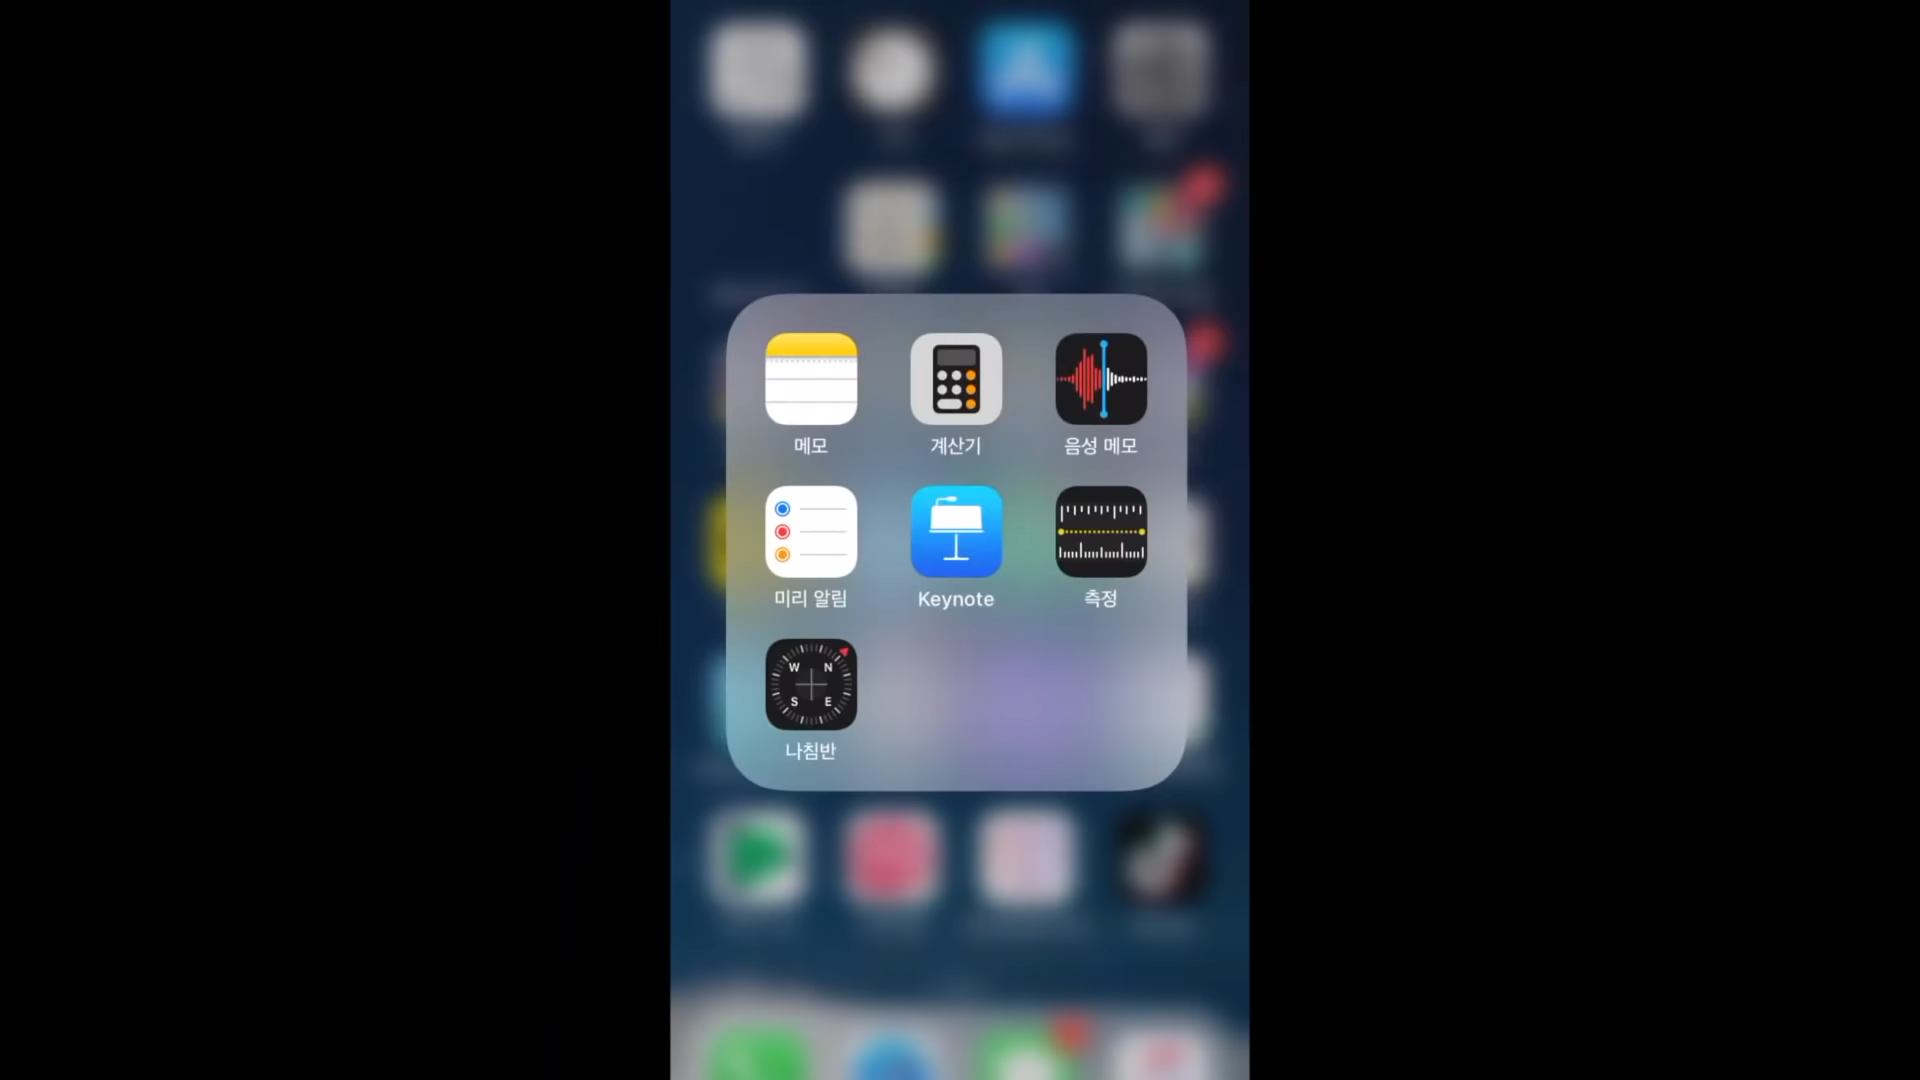 메모
계산기
음성 메모
미리 알림
Keynote
측정
W N
S E
나침반